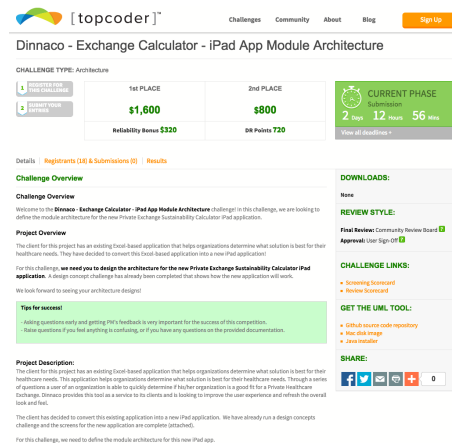 [topcoder]™
Challenges Community About Blog Sign Up
Dinnaco - Exchange Calculator - iPad App Module Architecture
CHALLENGE TYPE: Architecture
1 REGISTER FOR
THIS CHALLENGE
2 SUBMIT YOUR
ENTRIES
1st PLACE 2nd PLACE
$1,600 $800
Reliability Bonus $320 DR Points 720
CURRENT PHASE
Submission
2 Days 12 Hours 56 Mins
View all deadlines +
Details Registrants (18) & Submissions (0) Results
Challenge Overview
Challenge Overview
Welcome to the Dinnaco - Exchange Calculator - iPad App Module Architecture challenge! In this challenge, we are looking to
define the module architecture for the new Private Exchange Sustainability Calculator iPad application.
Project Overview
The client for this project has an existing Excel-based application that helps organizations determine what solution is best for their
healthcare needs. They have decided to convert this Excel-based application into a new iPad application!
For this challenge, we need you to design the architecture for the new Private Exchange Sustainability Calculator iPad
application. A design concept challenge has already been completed that shows how the new application will work.
We look forward to seeing your architecture designs!
Tips for success!
- Asking questions early and getting PM's feedback is very important for the success of this competition.
- Raise questions if you feel anything is confusing, or if you have any questions on the provided documentation.
Project Description:
The client for this project has an existing Excel-based application that helps organizations determine what solution is best for their
healthcare needs. This application helps organizations determine what solution is best for their healthcare needs. Through a series
of questions a user of an organization is able to quickly determine if his/her organization is a good fit for a Private Healthcare
Exchange. Dinnaco provides this tool as a service to its clients and is looking to improve the user experience and refresh the overall
look and feel.
The client has decided to convert this existing application into a new iPad application. We have already run a design concepts
challenge and the screens for the new application are complete (attached).
For this challenge, we need to define the module architecture for this new iPad app.
DOWNLOADS:
None
REVIEW STYLE:
Final Review: Community Review Board ?
Approval: User Sign-Off ?
CHALLENGE LINKS:
Screening Scorecard
Review Scorecard
GET THE UML TOOL:
Github source code repository
Mac disk image
Java installer
SHARE:
0